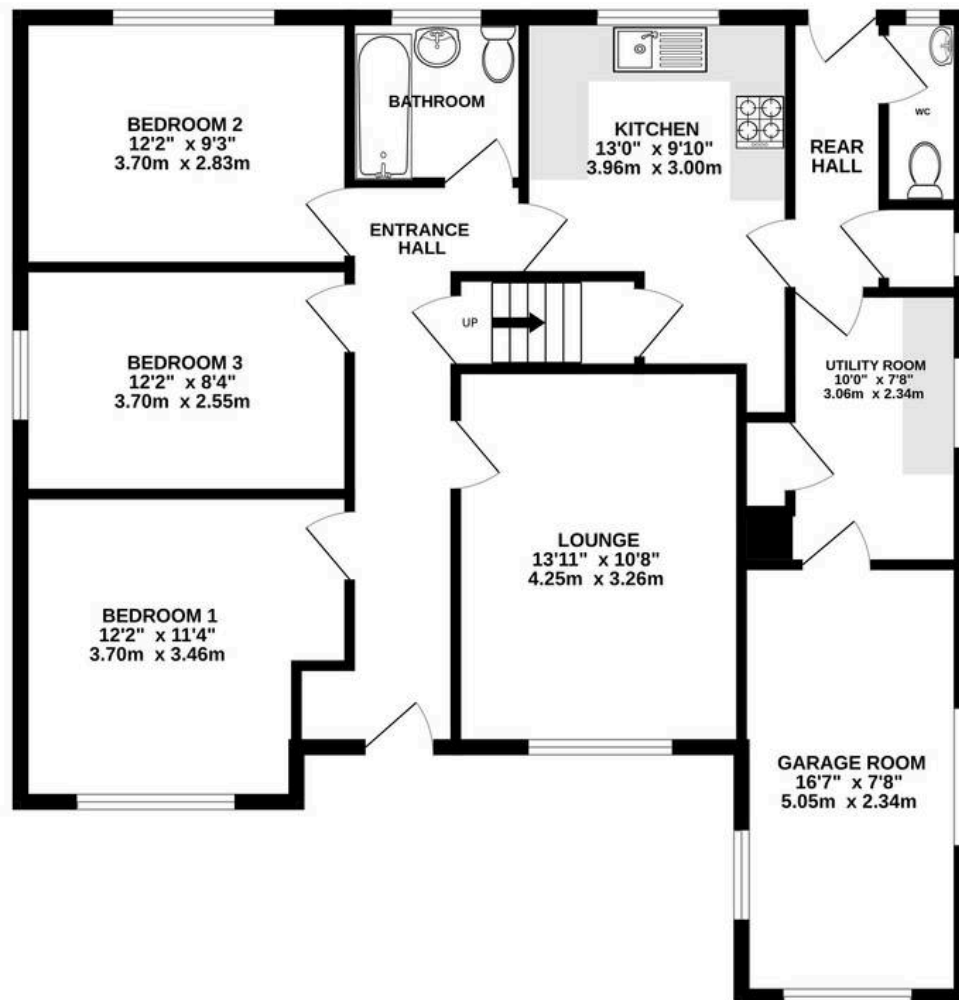 BEDROOM 2
12'2" x 9'3"
3.70m x 2.83m
BATHROOM
KITCHEN
13'0" x 9'10"
3.96m x 3.00m
REAR
HALL
WC
ENTRANCE
HALL
UP
BEDROOM 3
12'2" x 8'4"
3.70m x 2.55m
UTILITY ROOM
10'0" x 7'8"
3.06m x 2.34m
LOUNGE
13'11" x 10'8"
4.25m x 3.26m
BEDROOM 1
12'2" x 11'4"
3.70m x 3.46m
GARAGE ROOM
16'7" x 7'8"
5.05m x 2.34m